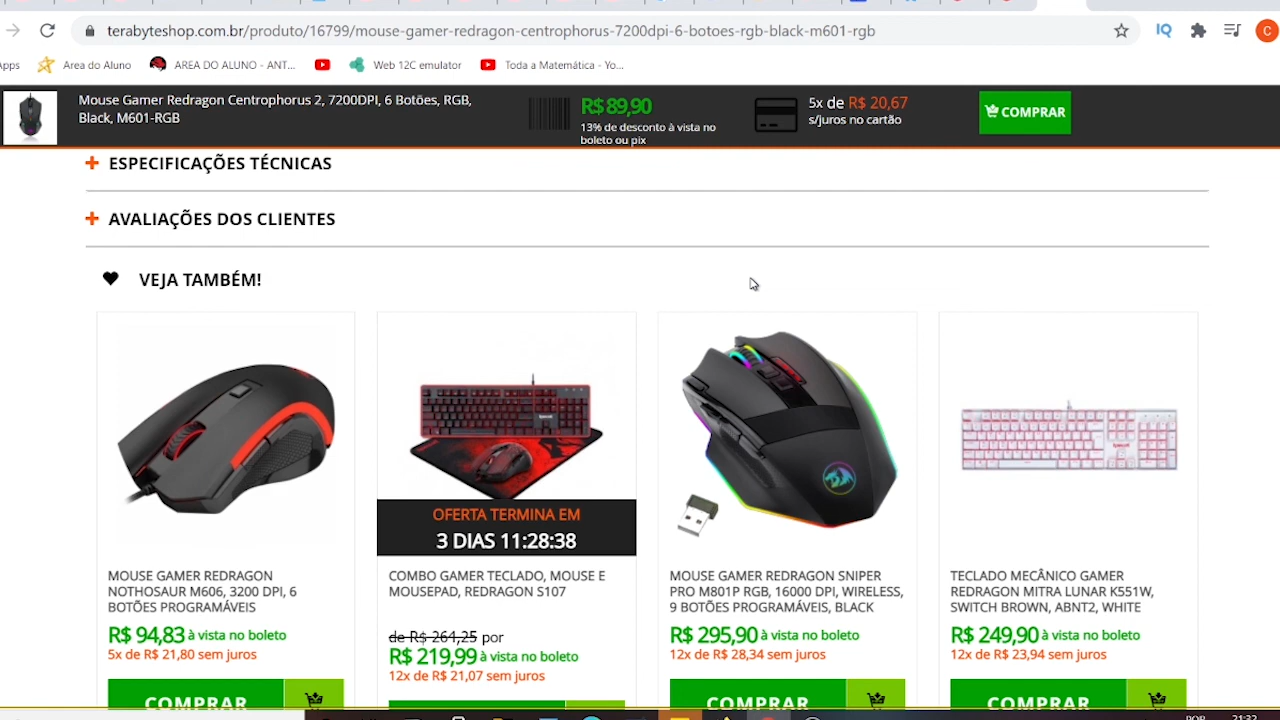 terabyteshop.com.br/produto/16799/mouse-gamer-redragon-centrophorus-7200dpi-6-botoes-rgb-black-m601-rgb
IQ
C
Apps
Area do Aluno
AREA DO ALUNO - ANT...
Web 12C emulator
Toda a Matemática - Yo...
Mouse Gamer Redragon Centrophorus 2, 7200DPI, 6 Botões, RGB,
Black, M601-RGB
R$ 89,90
13% de desconto à vista no
boleto ou pix
5x de R$ 20,67
s/juros no cartão
COMPRAR
+ ESPECIFICAÇÕES TÉCNICAS
+ AVALIAÇÕES DOS CLIENTES
VEJA TAMBÉM!
OFERTA TERMINA EM
3 DIAS 11:28:38
MOUSE GAMER REDRAGON
NOTHOSAUR M606, 3200 DPI, 6
BOTÕES PROGRAMÁVEIS
R$ 94,83 à vista no boleto
5x de R$ 21,80 sem juros
COMPRAR
COMBO GAMER TECLADO, MOUSE E
MOUSEPAD, REDRAGON S107
de R$ 264,25 por
R$ 219,99 à vista no boleto
12x de R$ 21,07 sem juros
MOUSE GAMER REDRAGON SNIPER
PRO M801P RGB, 16000 DPI, WIRELESS,
9 BOTÕES PROGRAMÁVEIS, BLACK
R$ 295,90 à vista no boleto
12x de R$ 28,34 sem juros
COMPRAR
TECLADO MECÂNICO GAMER
REDRAGON MITRA LUNAR K551W,
SWITCH BROWN, ABNT2, WHITE
R$ 249,90 à vista no boleto
12x de R$ 23,94 sem juros
COMPRAR
POR
21:32